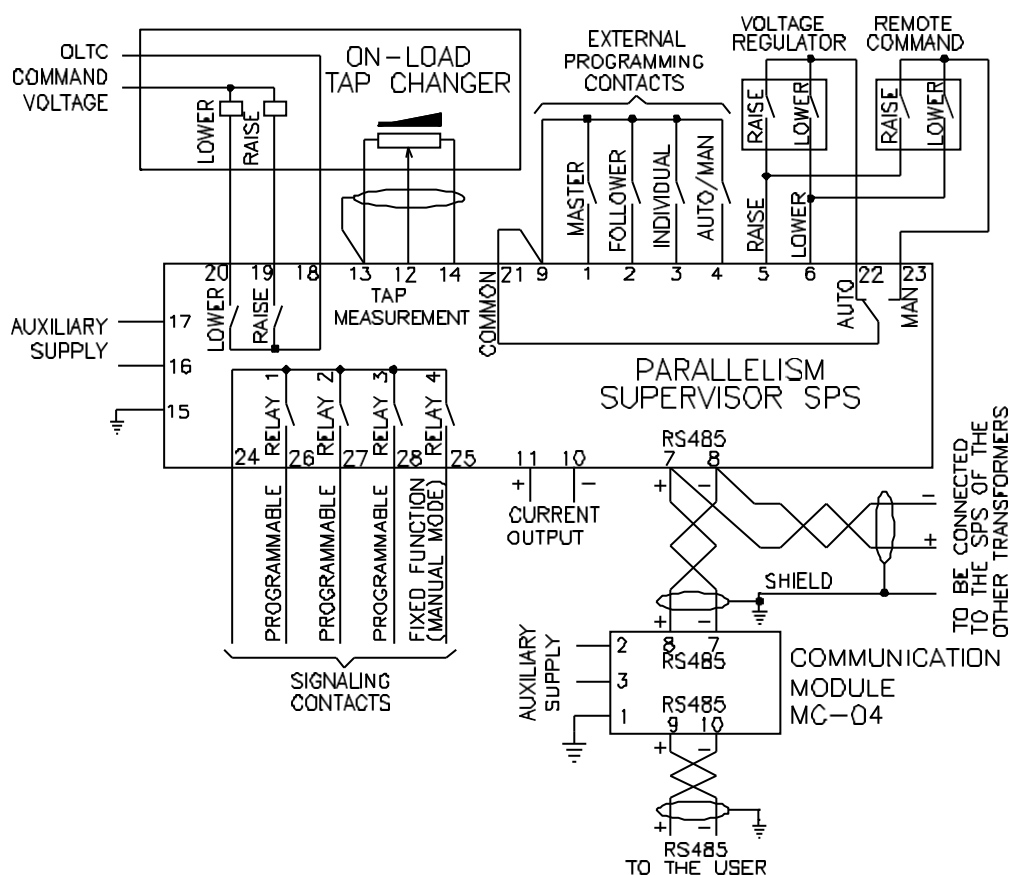 OLTC
COMMAND
VOLTAGE
ON-LOAD
TAP CHANGER
LOWER
RAISE
EXTERNAL
PROGRAMMING
CONTACTS
VOLTAGE
REGULATOR
REMOTE
COMMAND
RAISE
LOWER
RAISE
LOWER
MASTER
FOLLOWER
INDIVIDUAL
AUTO/MAN
RAISE
LOWER
20 19 18 13 12 14 21 9 1 2 3 4 5 6 22 23
LOWER
RAISE
TAP
MEASUREMENT
COMMON
AUTO
MAN
AUXILIARY
SUPPLY
17
16
15
PARALLELISM
SUPERVISOR SPS
RELAY 1
RELAY 2
RELAY 3
RELAY 4
RS485
24 26 27 28 25 11 10 7 8
+ - + -
CURRENT
OUTPUT
PROGRAMMABLE
PROGRAMMABLE
PROGRAMMABLE
FIXED FUNCTION
(MANUAL MODE)
SIGNALING
CONTACTS
-
+
TO BE CONNECTED
TO THE SPS OF THE
OTHER TRANSFORMERS
SHIELD
+ -
AUXILIARY
SUPPLY
2
3
1
8 7
RS485
RS485
9 10
COMMUNICATION
MODULE
MC-04
+ -
+ -
RS485
TO THE USER